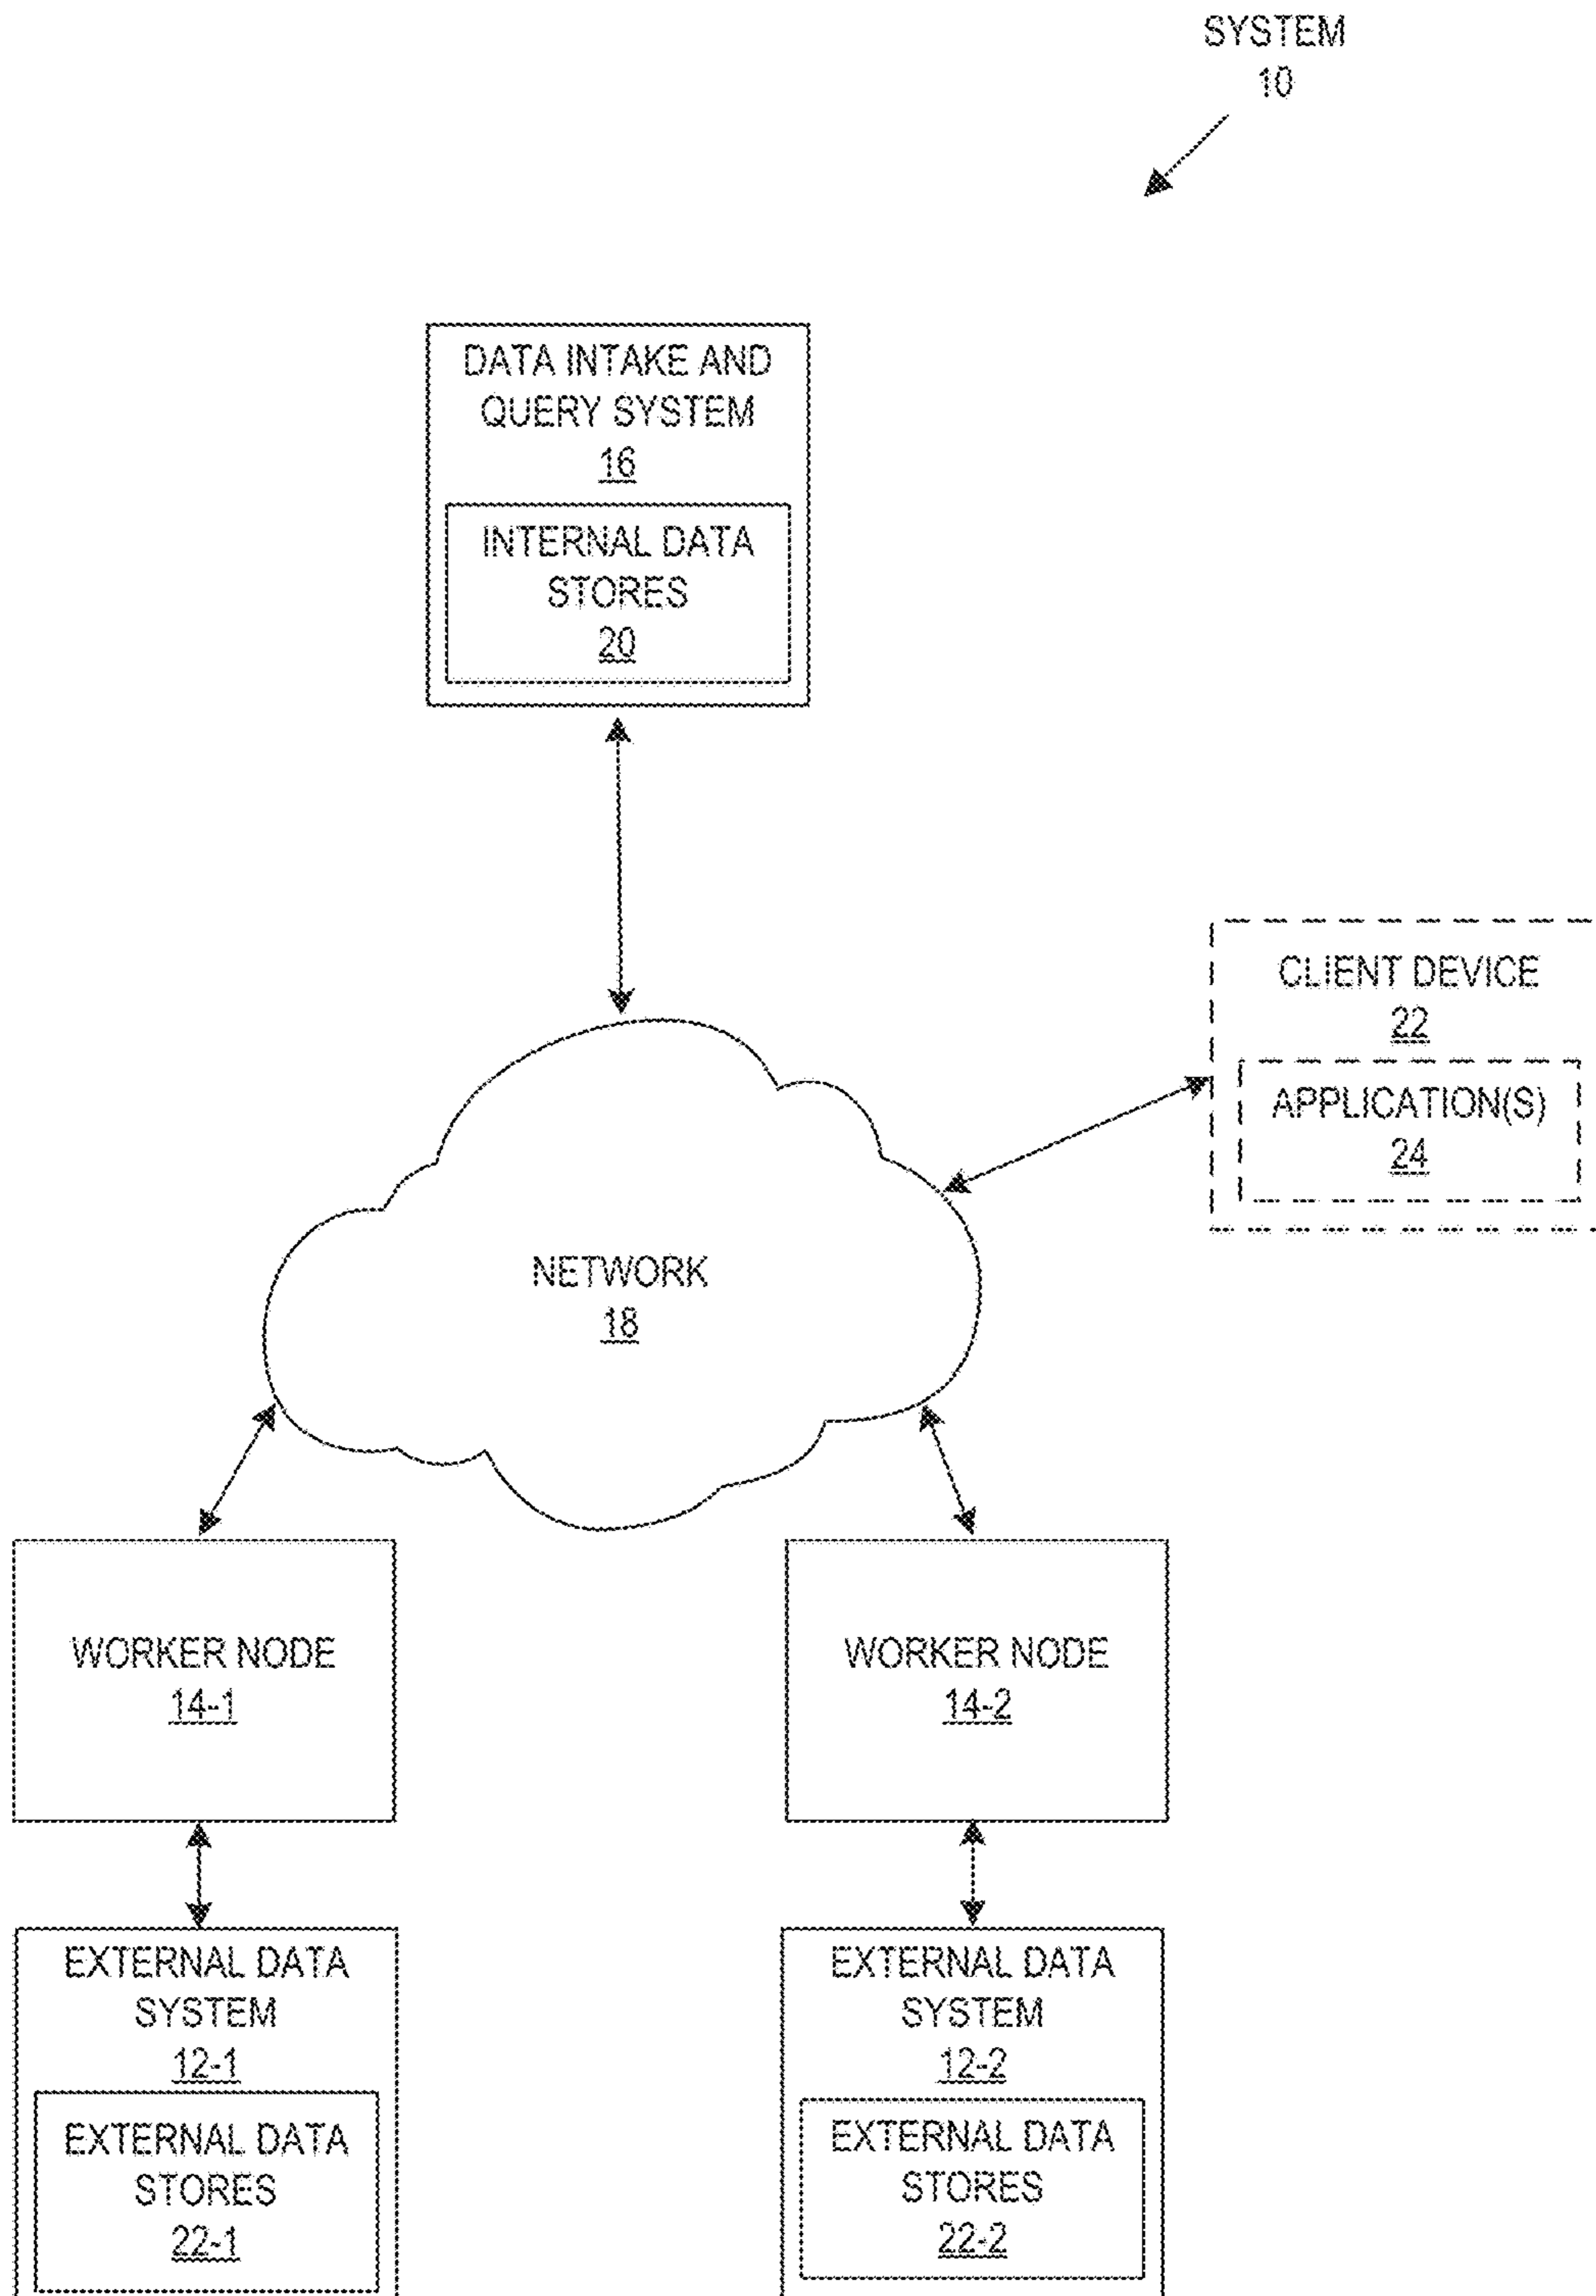 SYSTEM
10
DATA INTAKE AND
QUERY SYSTEM
16
INTERNAL DATA
STORES
20
CLIENT DEVICE
22
APPLICATION(S)
24
NETWORK
18
WORKER NODE
14-1
WORKER NODE
14-2
EXTERNAL DATA
SYSTEM
12-1
EXTERNAL DATA
STORES
22-1
EXTERNAL DATA
SYSTEM
12-2
EXTERNAL DATA
STORES
22-2